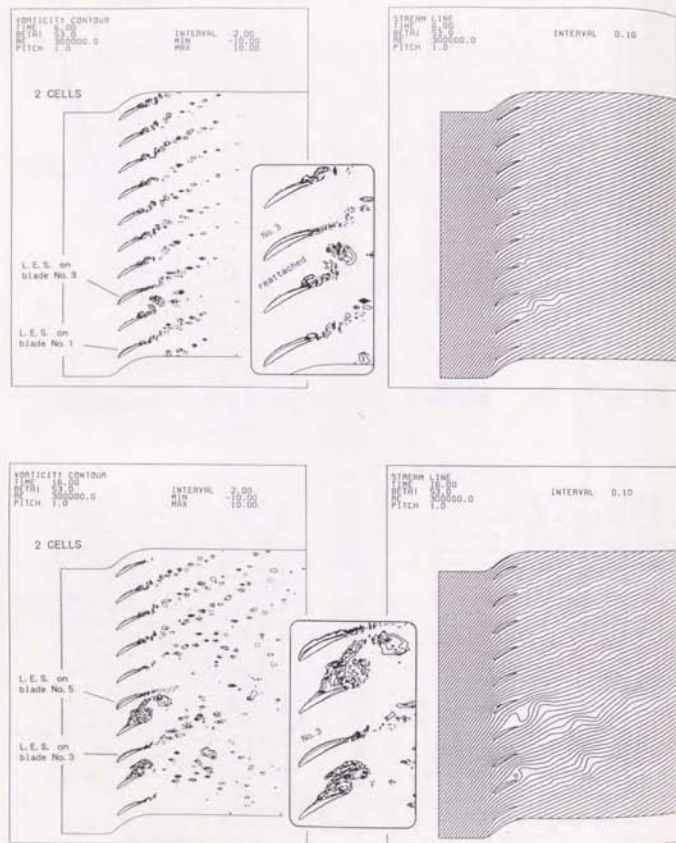 VORTICITY CONTOUR
TIME 6.00
BETA1 53.0
RE 300000.0
PITCH 1.0
INTERVAL 2.00
MIN -10.00
MAX 10.00
2 CELLS
L.E.S. on
blade No.3
L.E.S. on
blade No.1
No.3
reattached
STREAM LINE
TIME 6.00
BETA1 53.0
RE 300000.0
PITCH 1.0
INTERVAL 0.10
VORTICITY CONTOUR
TIME 16.00
BETA1 53.0
RE 300000.0
PITCH 1.0
INTERVAL 2.00
MIN -10.00
MAX 10.00
2 CELLS
L.E.S. on
blade No.5
L.E.S. on
blade No.3
No.3
STREAM LINE
TIME 16.00
BETA1 53.0
RE 300000.0
PITCH 1.0
INTERVAL 0.10